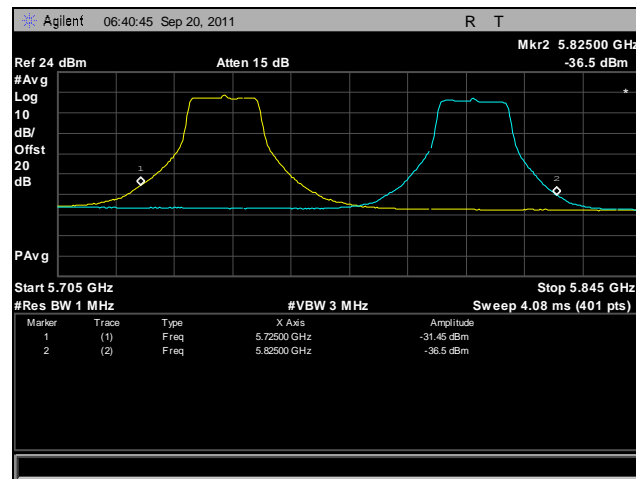 Agilent 06:40:45 Sep 20, 2011 R T
Mkr2 5.82500 GHz
Ref 24 dBm Atten 15 dB -36.5 dBm
#Avg
Log
10
dB/
Offst
20
dB
PAvg
*
1
2
Start 5.705 GHz Stop 5.845 GHz
#Res BW 1 MHz #VBW 3 MHz Sweep 4.08 ms (401 pts)
Marker Trace Type X Axis Amplitude
1 (1) Freq 5.72500 GHz -31.45 dBm
2 (2) Freq 5.82500 GHz -36.5 dBm